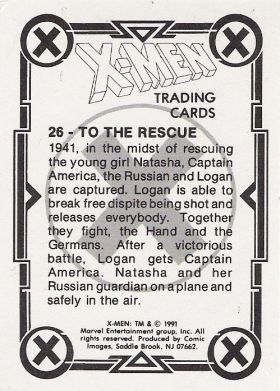 X-MEN
TRADING
CARDS
26 - TO THE RESCUE
1941, in the midst of rescuing
the young girl Natasha, Captain
America, the Russian and Logan
are captured. Logan is able to
break free dispite being shot and
releases everybody. Together
they fight, the Hand and the
Germans. After a victorious
battle, Logan gets Captain
America. Natasha and her
Russian guardian on a plane and
safely in the air.
X-MEN: TM & © 1991
Marvel Entertainment group, Inc. All
rights reserved. Produced by Comic
Images, Saddle Brook, NJ 07662.